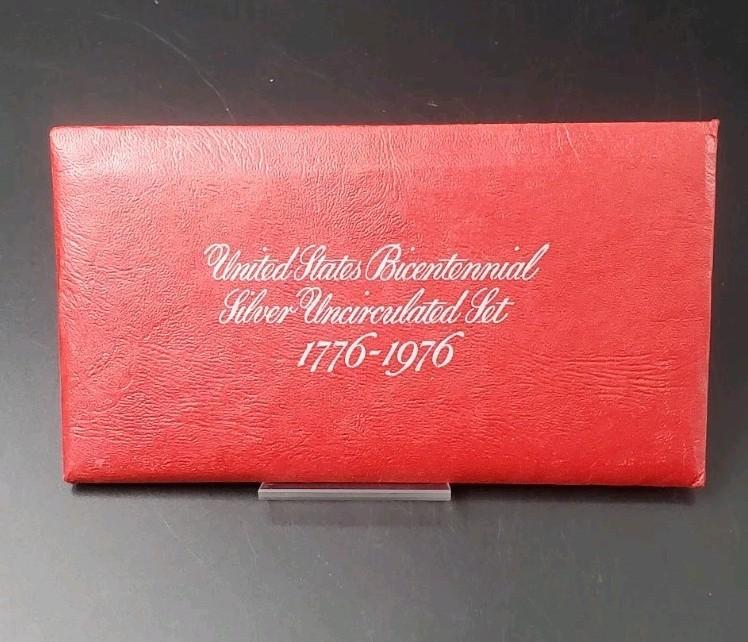 United States Bicentennial
Silver Uncirculated Set
1776-1976